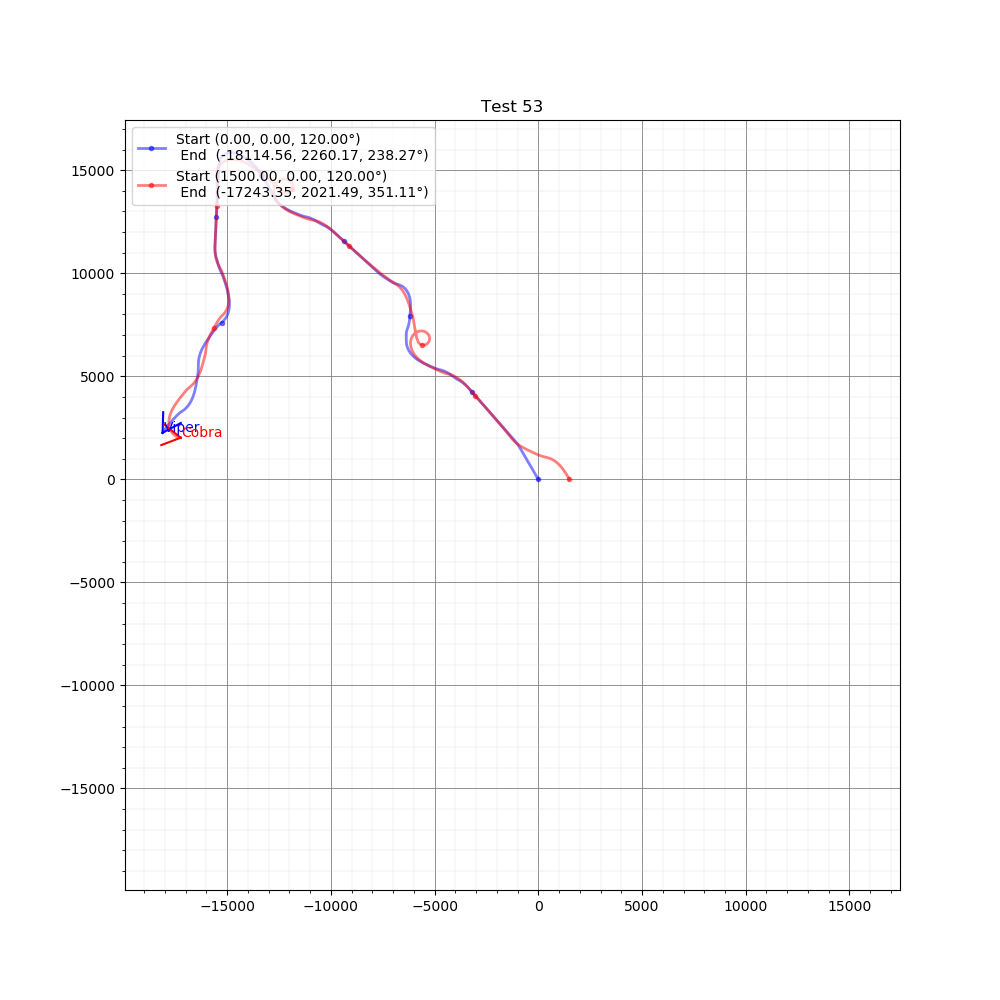 Test 53
Start (0.00, 0.00, 120.00°)
End (-18114.56, 2260.17, 238.27°)
Start (1500.00, 0.00, 120.00°)
End (-17243.35, 2021.49, 351.11°)
15000
10000
5000
0
−5000
−10000
−15000
Viper
Cobra
−15000 −10000 −5000 0 5000 10000 15000